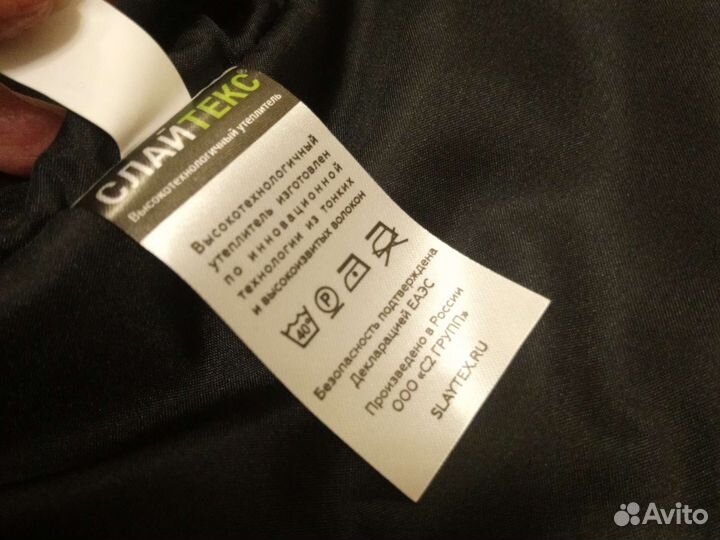 СЛАЙТЕКС®
Высокотехнологичный утеплитель
Высокотехнологичный
утеплитель изготовлен
по инновационной
технологии из тонких
и высокоизвитых волокон
40° P
Безопасность подтверждена
Декларацией ЕАЭС
Произведено в России
ООО «С2 ГРУПП»
SLAYTEX.RU
Avito